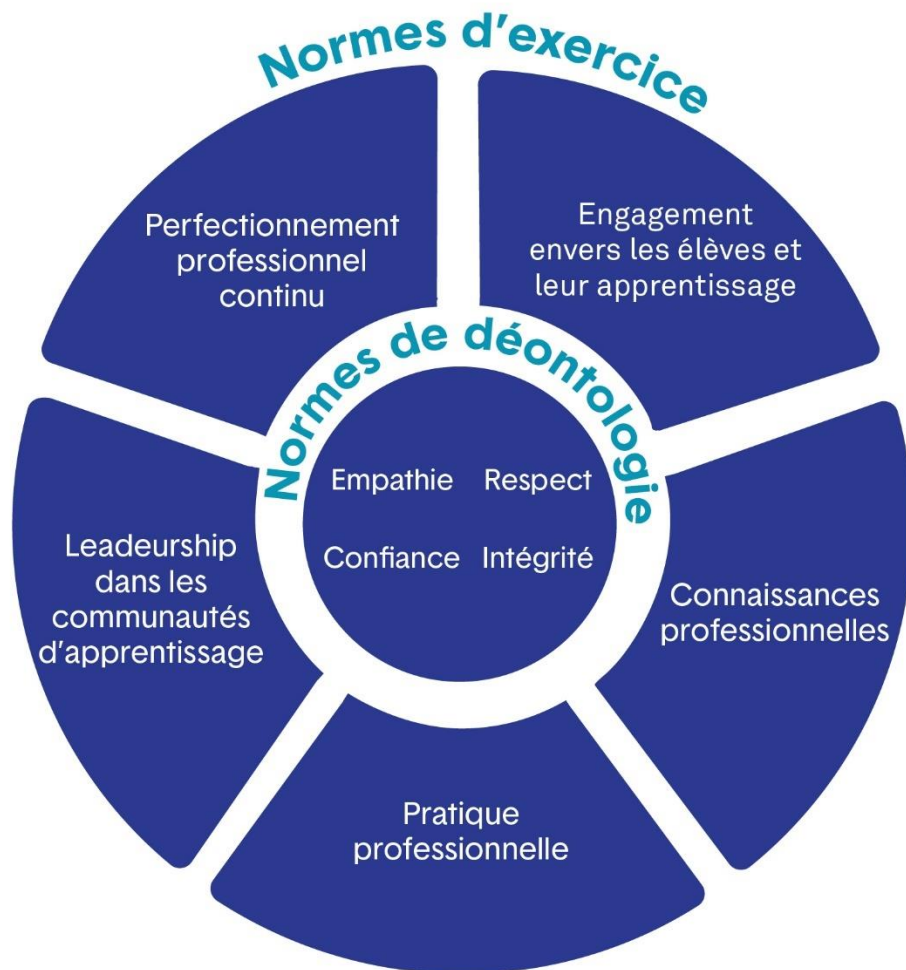 Normes d’exercice
Perfectionnement
professionnel
continu
Engagement
envers les élèves et
leur apprentissage
Normes de déontologie
Empathie Respect
Confiance Intégrité
Leadeurship
dans les
communautés
d’apprentissage
Connaissances
professionnelles
Pratique
professionnelle